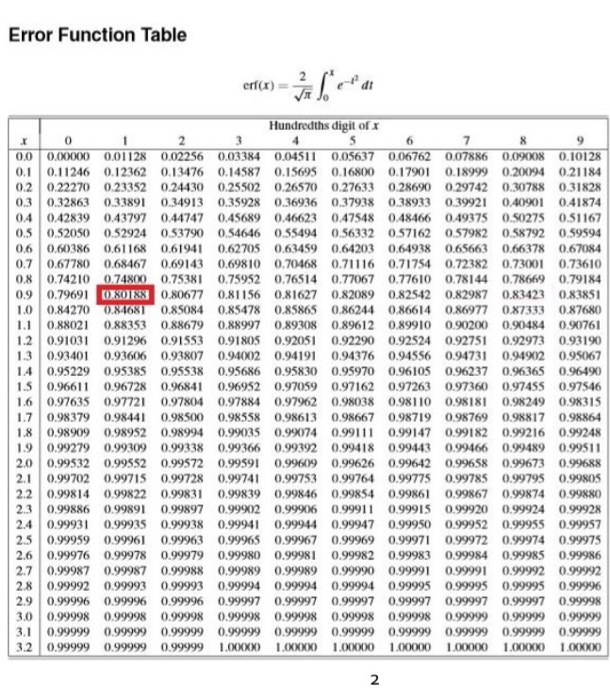 Error Function Table
erf(x) = 2/√π ∫₀ˣ e^(-t²) dt
Hundredths digit of x
x 0 1 2 3 4 5 6 7 8 9
0.0 0.00000 0.01128 0.02256 0.03384 0.04511 0.05637 0.06762 0.07886 0.09008 0.10128
0.1 0.11246 0.12362 0.13476 0.14587 0.15695 0.16800 0.17901 0.18999 0.20094 0.21184
0.2 0.22270 0.23352 0.24430 0.25502 0.26570 0.27633 0.28690 0.29742 0.30788 0.31828
0.3 0.32863 0.33891 0.34913 0.35928 0.36936 0.37938 0.38933 0.39921 0.40901 0.41874
0.4 0.42839 0.43797 0.44747 0.45689 0.46623 0.47548 0.48466 0.49375 0.50275 0.51167
0.5 0.52050 0.52924 0.53790 0.54646 0.55494 0.56332 0.57162 0.57982 0.58792 0.59594
0.6 0.60386 0.61168 0.61941 0.62705 0.63459 0.64203 0.64938 0.65663 0.66378 0.67084
0.7 0.67780 0.68467 0.69143 0.69810 0.70468 0.71116 0.71754 0.72382 0.73001 0.73610
0.8 0.74210 0.74800 0.75381 0.75952 0.76514 0.77067 0.77610 0.78144 0.78669 0.79184
0.9 0.79691 0.80188 0.80677 0.81156 0.81627 0.82089 0.82542 0.82987 0.83423 0.83851
1.0 0.84270 0.84681 0.85084 0.85478 0.85865 0.86244 0.86614 0.86977 0.87333 0.87680
1.1 0.88021 0.88353 0.88679 0.88997 0.89308 0.89612 0.89910 0.90200 0.90484 0.90761
1.2 0.91031 0.91296 0.91553 0.91805 0.92051 0.92290 0.92524 0.92751 0.92973 0.93190
1.3 0.93401 0.93606 0.93807 0.94002 0.94191 0.94376 0.94556 0.94731 0.94902 0.95067
1.4 0.95229 0.95385 0.95538 0.95686 0.95830 0.95970 0.96105 0.96237 0.96365 0.96490
1.5 0.96611 0.96728 0.96841 0.96952 0.97059 0.97162 0.97263 0.97360 0.97455 0.97546
1.6 0.97635 0.97721 0.97804 0.97884 0.97962 0.98038 0.98110 0.98181 0.98249 0.98315
1.7 0.98379 0.98441 0.98500 0.98558 0.98613 0.98667 0.98719 0.98769 0.98817 0.98864
1.8 0.98909 0.98952 0.98994 0.99035 0.99074 0.99111 0.99147 0.99182 0.99216 0.99248
1.9 0.99279 0.99309 0.99338 0.99366 0.99392 0.99418 0.99443 0.99466 0.99489 0.99511
2.0 0.99532 0.99552 0.99572 0.99591 0.99609 0.99626 0.99642 0.99658 0.99673 0.99688
2.1 0.99702 0.99715 0.99728 0.99741 0.99753 0.99764 0.99775 0.99785 0.99795 0.99805
2.2 0.99814 0.99822 0.99831 0.99839 0.99846 0.99854 0.99861 0.99867 0.99874 0.99880
2.3 0.99886 0.99891 0.99897 0.99902 0.99906 0.99911 0.99915 0.99920 0.99924 0.99928
2.4 0.99931 0.99935 0.99938 0.99941 0.99944 0.99947 0.99950 0.99952 0.99955 0.99957
2.5 0.99959 0.99961 0.99963 0.99965 0.99967 0.99969 0.99971 0.99972 0.99974 0.99975
2.6 0.99976 0.99978 0.99979 0.99980 0.99981 0.99982 0.99983 0.99984 0.99985 0.99986
2.7 0.99987 0.99987 0.99988 0.99989 0.99989 0.99990 0.99991 0.99991 0.99992 0.99992
2.8 0.99992 0.99993 0.99993 0.99994 0.99994 0.99994 0.99995 0.99995 0.99995 0.99996
2.9 0.99996 0.99996 0.99996 0.99997 0.99997 0.99997 0.99997 0.99997 0.99997 0.99998
3.0 0.99998 0.99998 0.99998 0.99998 0.99998 0.99998 0.99998 0.99999 0.99999 0.99999
3.1 0.99999 0.99999 0.99999 0.99999 0.99999 0.99999 0.99999 0.99999 0.99999 0.99999
3.2 0.99999 0.99999 0.99999 1.00000 1.00000 1.00000 1.00000 1.00000 1.00000 1.00000
2